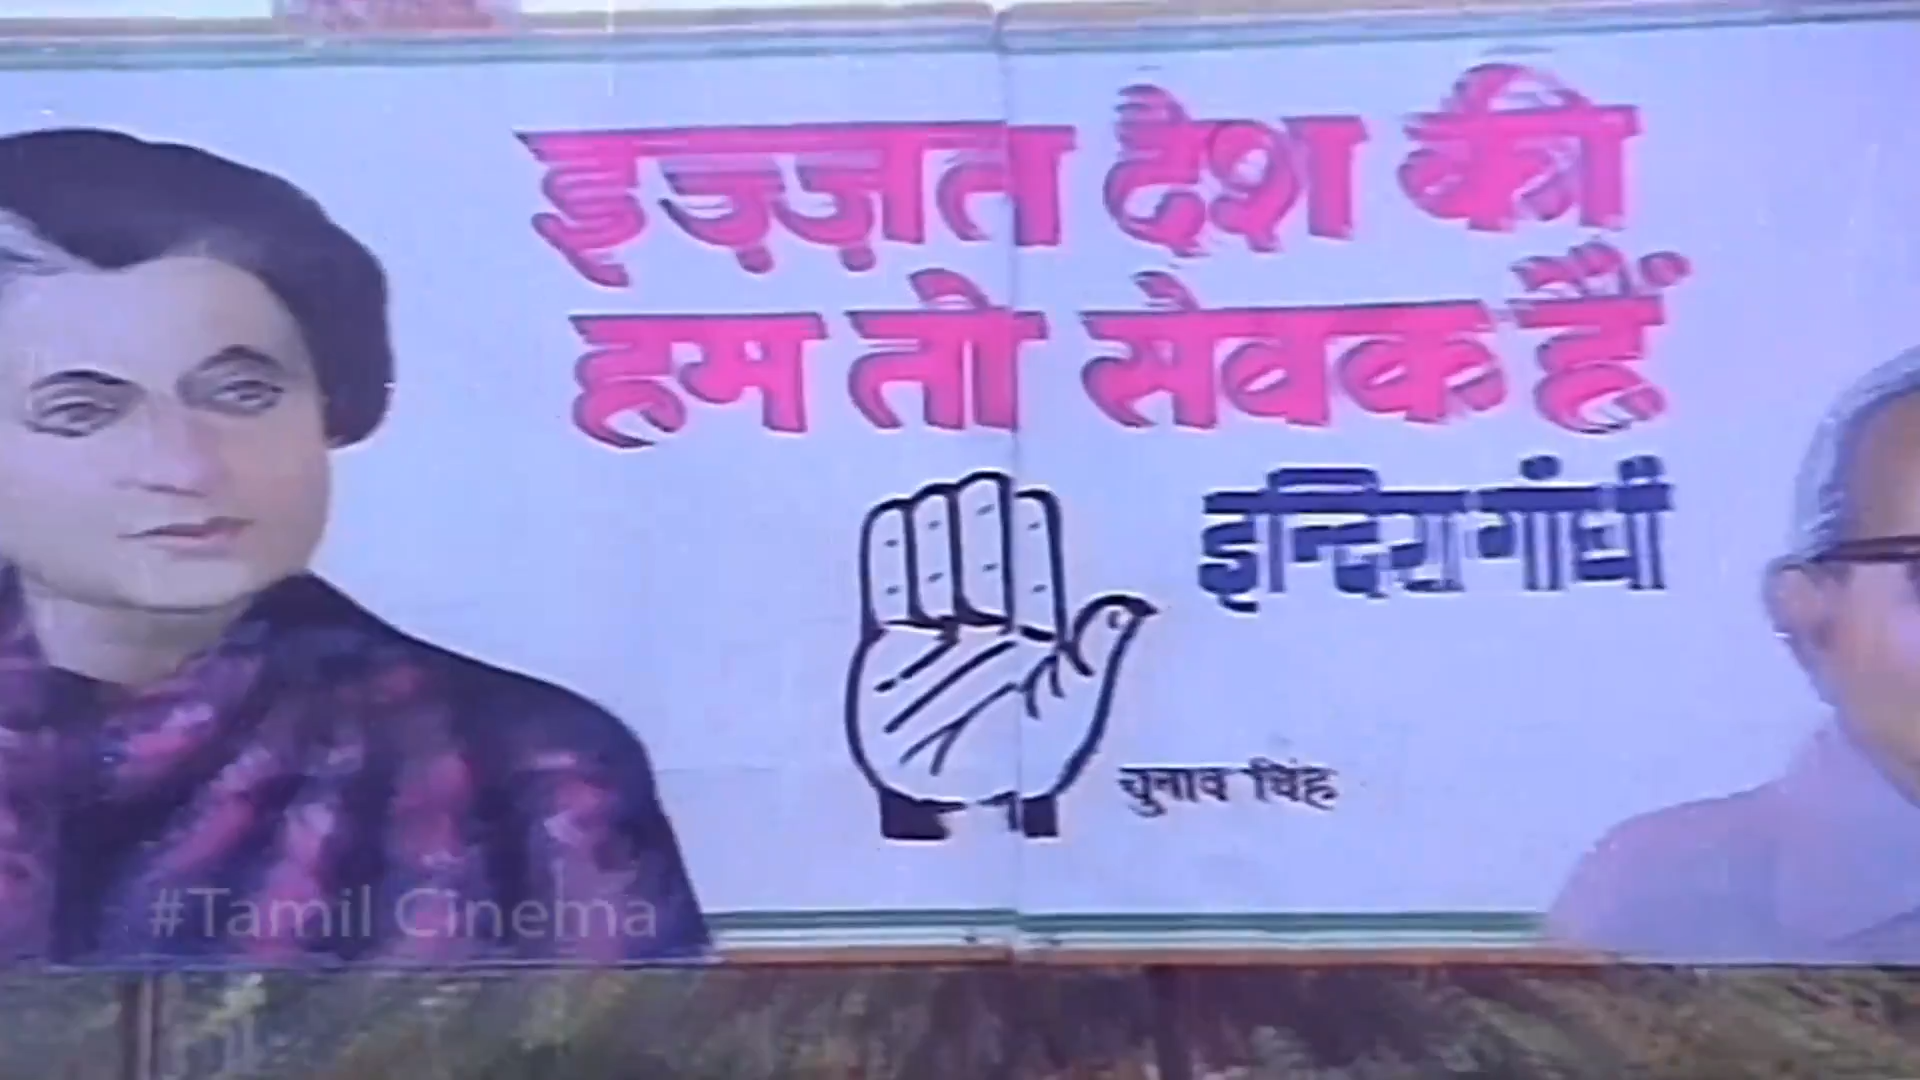 इज़्ज़त देश की
हम तो सेवक हैं
इन्दिरा गांधी
चुनाव चिंह
#Tamil Cinema